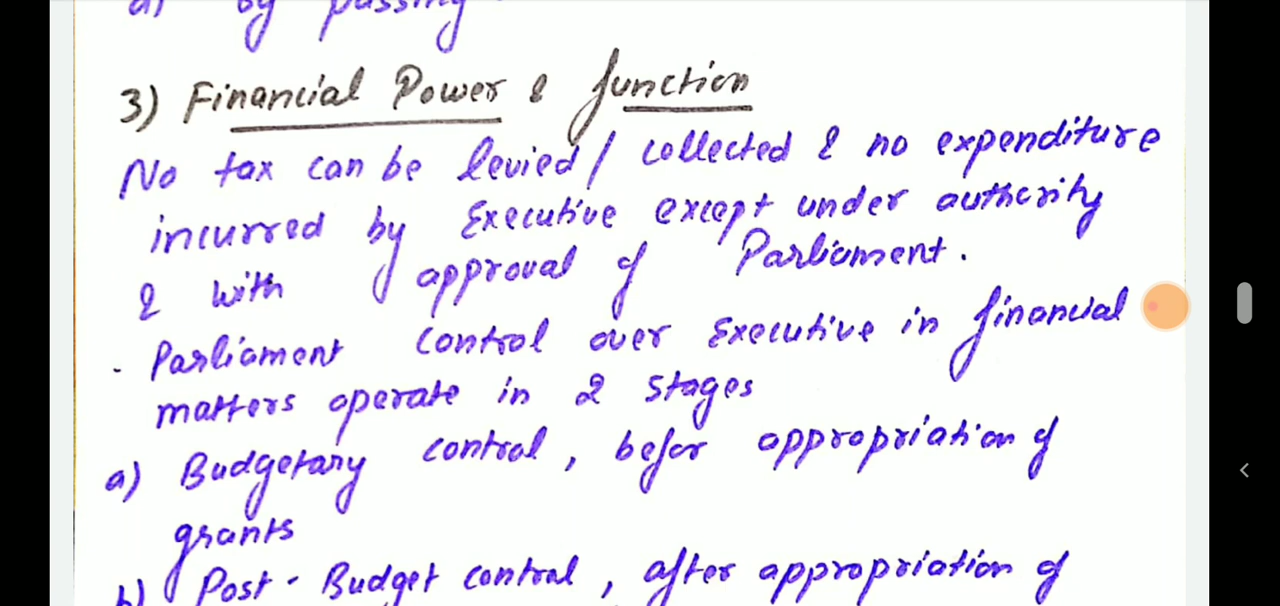 by passing
3) Financial Power & function
No tax can be levied / collected & no expenditure
incurred by Executive except under authority
& with approval of Parliament.
- Parliament control over Executive in financial
matters operate in 2 stages
a) Budgetary control, befor appropriation of
grants
b) Post - Budget control, after appropriation of